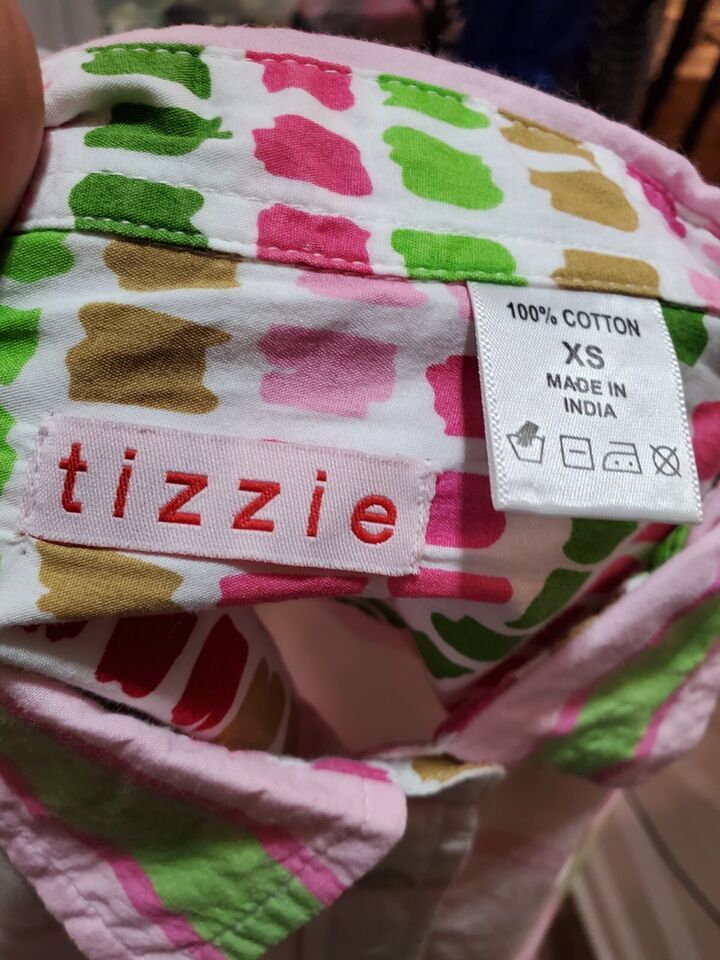 100% COTTON
XS
MADE IN
INDIA
tizzie